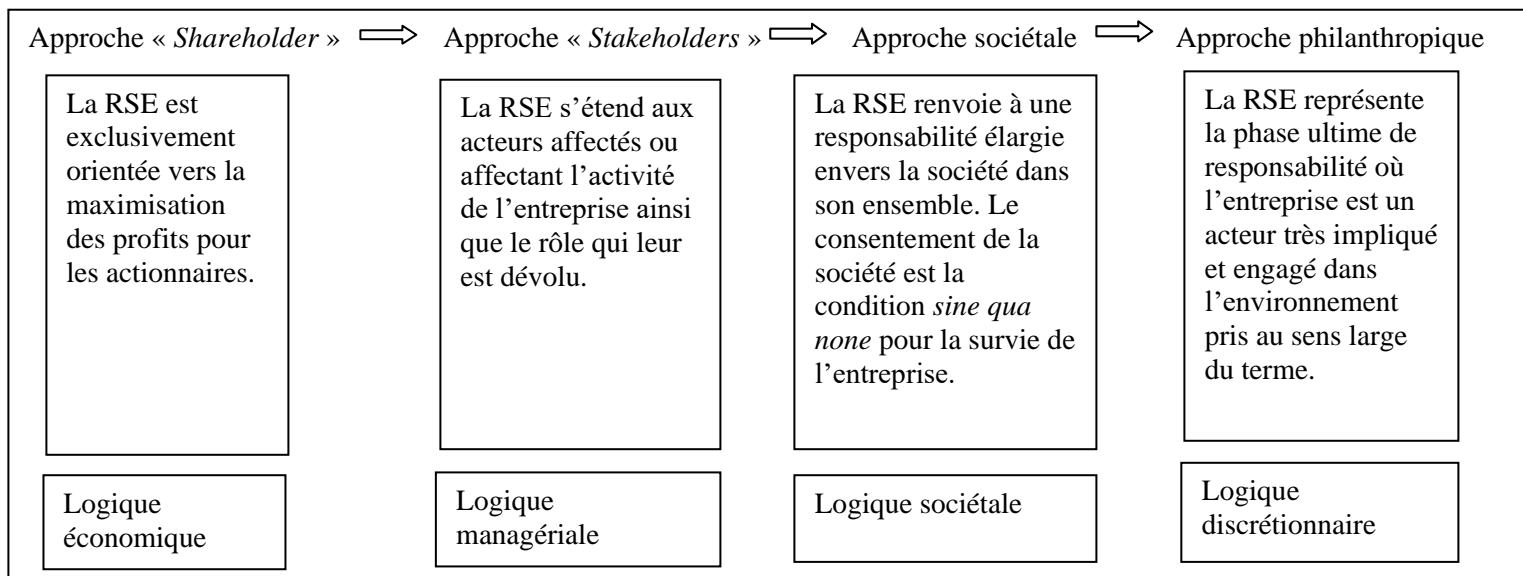 Approche « Shareholder » ⇒ Approche « Stakeholders » ⇒ Approche sociétale ⇒ Approche philanthropique
La RSE est
exclusivement
orientée vers la
maximisation
des profits pour
les actionnaires.
La RSE s’étend aux
acteurs affectés ou
affectant l’activité
de l’entreprise ainsi
que le rôle qui leur
est dévolu.
La RSE renvoie à une
responsabilité élargie
envers la société dans
son ensemble. Le
consentement de la
société est la
condition sine qua
none pour la survie de
l’entreprise.
La RSE représente
la phase ultime de
responsabilité où
l’entreprise est un
acteur très impliqué
et engagé dans
l’environnement
pris au sens large
du terme.
Logique
économique
Logique
managériale
Logique sociétale
Logique
discrétionnaire